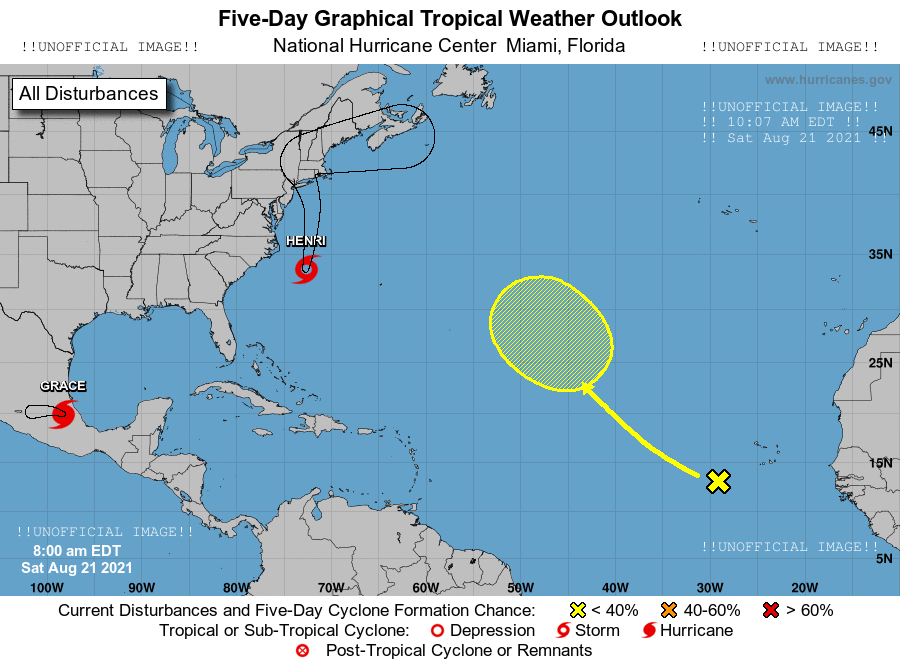 Five-Day Graphical Tropical Weather Outlook
!!UNOFFICIAL IMAGE!!
National Hurricane Center Miami, Florida
!!UNOFFICIAL IMAGE!!
All Disturbances
www.hurricanes.gov
!!UNOFFICIAL IMAGE!!
!! 10:07 AM EDT !!
!! Sat Aug 21 2021 !!
45N
HENRI
35N
25N
GRACE
15N
!!UNOFFICIAL IMAGE!!
8:00 am EDT
Sat Aug 21 2021
!!UNOFFICIAL IMAGE!!
5N
100W 90W 80W 70W 60W 50W 40W 30W 20W
Current Disturbances and Five-Day Cyclone Formation Chance: < 40% 40-60% > 60%
Tropical or Sub-Tropical Cyclone: Depression Storm Hurricane
Post-Tropical Cyclone or Remnants